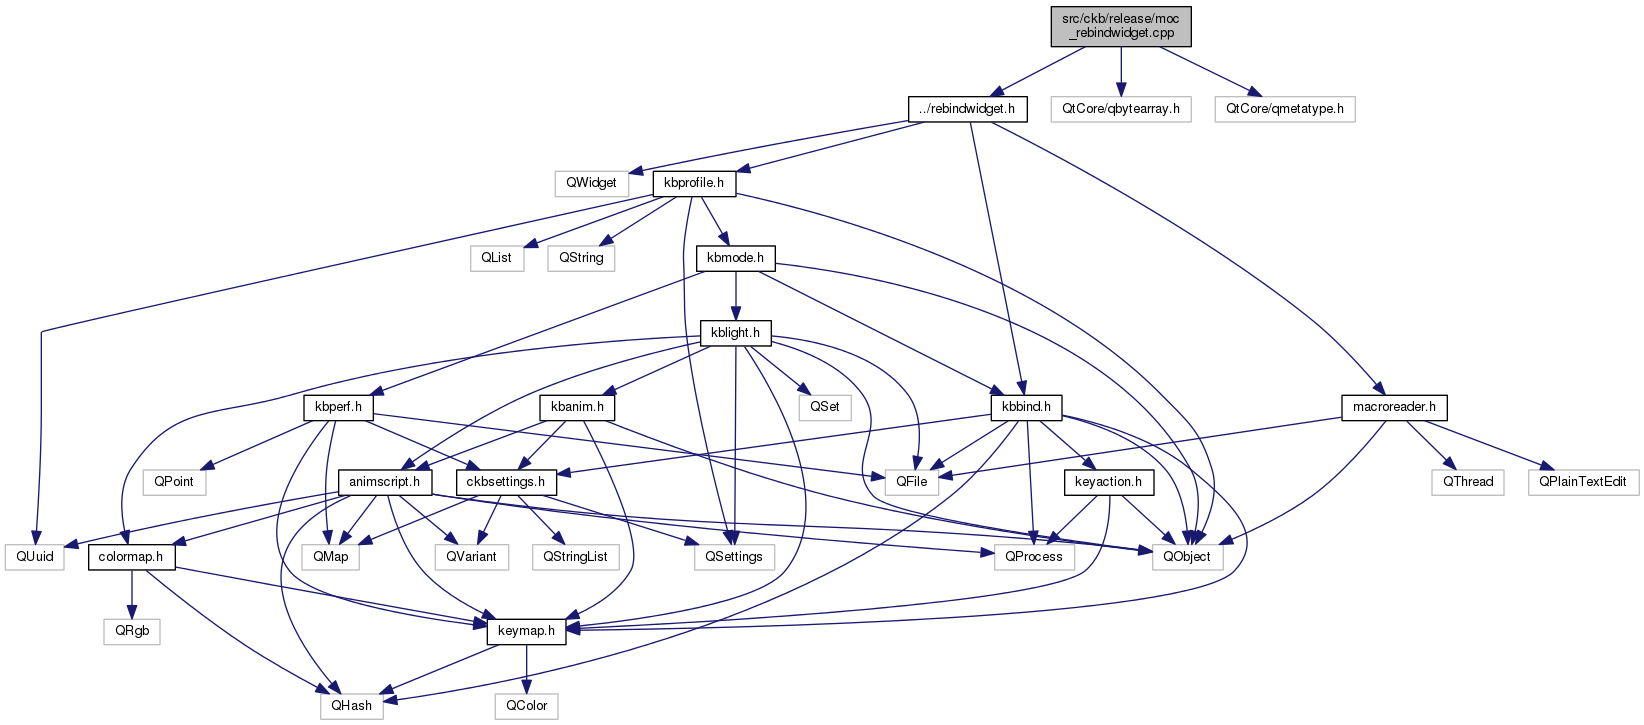 src/ckb/release/moc
_rebindwidget.cpp
../rebindwidget.h
QtCore/qbytearray.h
QtCore/qmetatype.h
QWidget
kbprofile.h
QList
QString
kbmode.h
kblight.h
kbperf.h
kbanim.h
QSet
kbbind.h
macroreader.h
QPoint
animscript.h
ckbsettings.h
QFile
keyaction.h
QThread
QPlainTextEdit
QUuid
colormap.h
QMap
QVariant
QStringList
QSettings
QProcess
QObject
QRgb
keymap.h
QHash
QColor